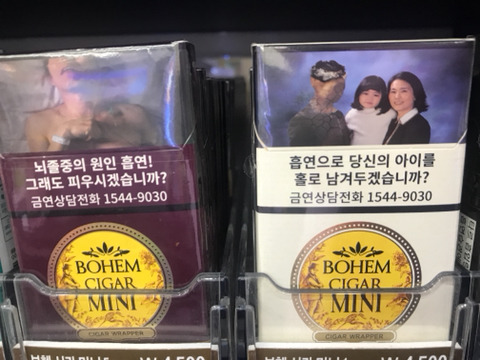 뇌졸중의 원인 흡연!
그래도 피우시겠습니까?
금연상담전화 1544-9030
BOHEM
CIGAR
MINI
CIGAR WRAPPER
흡연으로 당신의 아이를
홀로 남겨두겠습니까?
금연상담전화 1544-9030
BOHEM
CIGAR
MINI
CIGAR WRAPPER